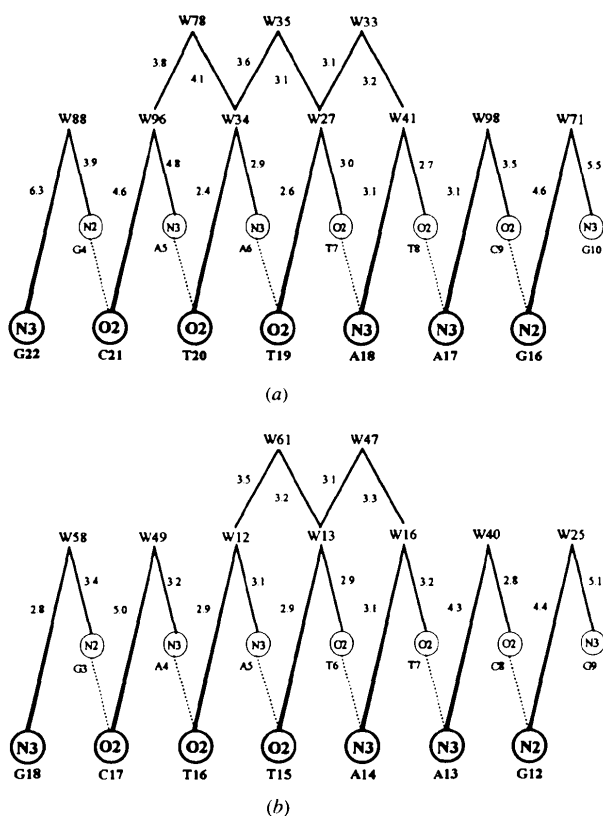 W78 W35 W33
3.8 4.1 3.6 3.1 3.1 3.2
W88 W96 W34 W27 W41 W98 W71
6.3 3.9 4.6 4.8 2.4 2.9 2.6 3.0 3.1 2.7 3.1 3.5 4.6 5.5
N2 N3 N3 O2 O2 O2 N3
G4 A5 A6 T7 T8 C9 G10
N3 O2 O2 O2 N3 N3 N2
G22 C21 T20 T19 A18 A17 G16
(a)
W61 W47
3.5 3.2 3.1 3.3
W58 W49 W12 W13 W16 W40 W25
2.8 3.4 5.0 3.2 2.9 3.1 2.9 2.9 3.1 3.2 4.3 2.8 4.4 5.1
N2 N3 N3 O2 O2 O2 N3
G3 A4 A5 T6 T7 C8 G9
N3 O2 O2 O2 N3 N3 N2
G18 C17 T16 T15 A14 A13 G12
(b)